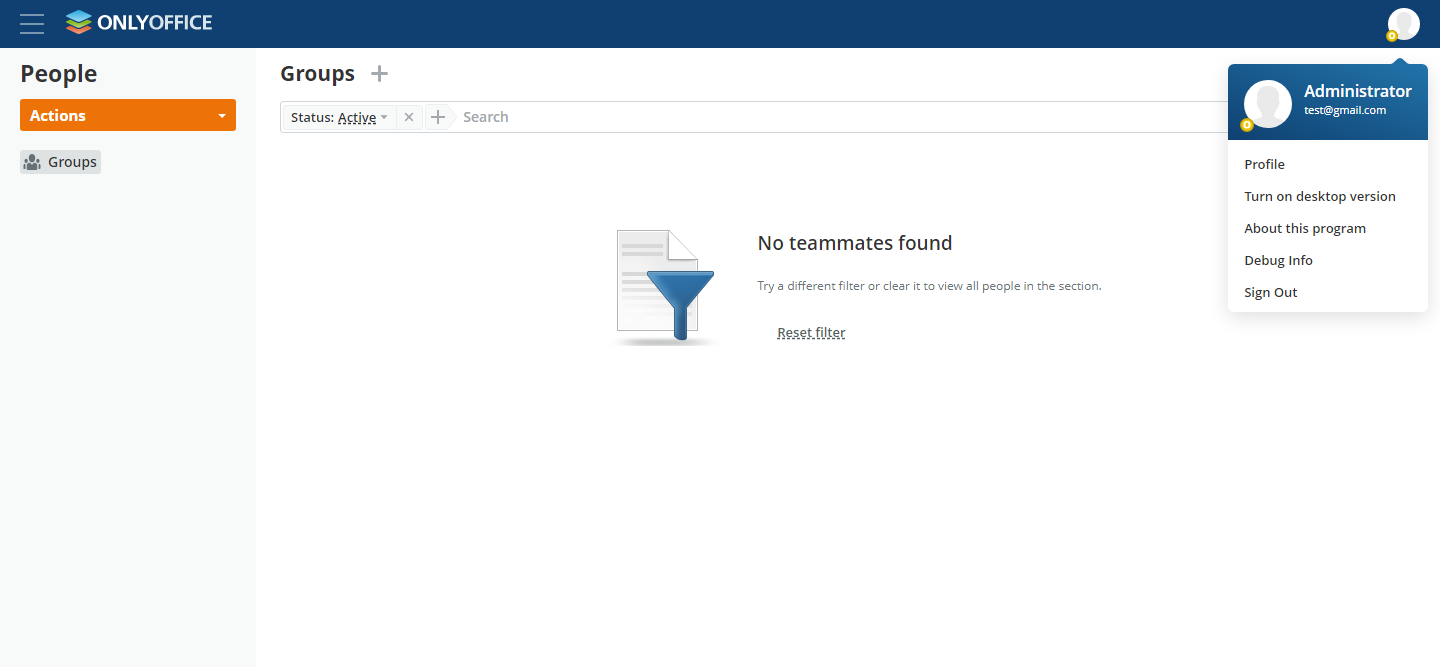 ONLYOFFICE
People
Actions
Groups
Groups
Status: Active
Search
No teammates found
Try a different filter or clear it to view all people in the section.
Reset filter
Administrator
test@gmail.com
Profile
Turn on desktop version
About this program
Debug Info
Sign Out